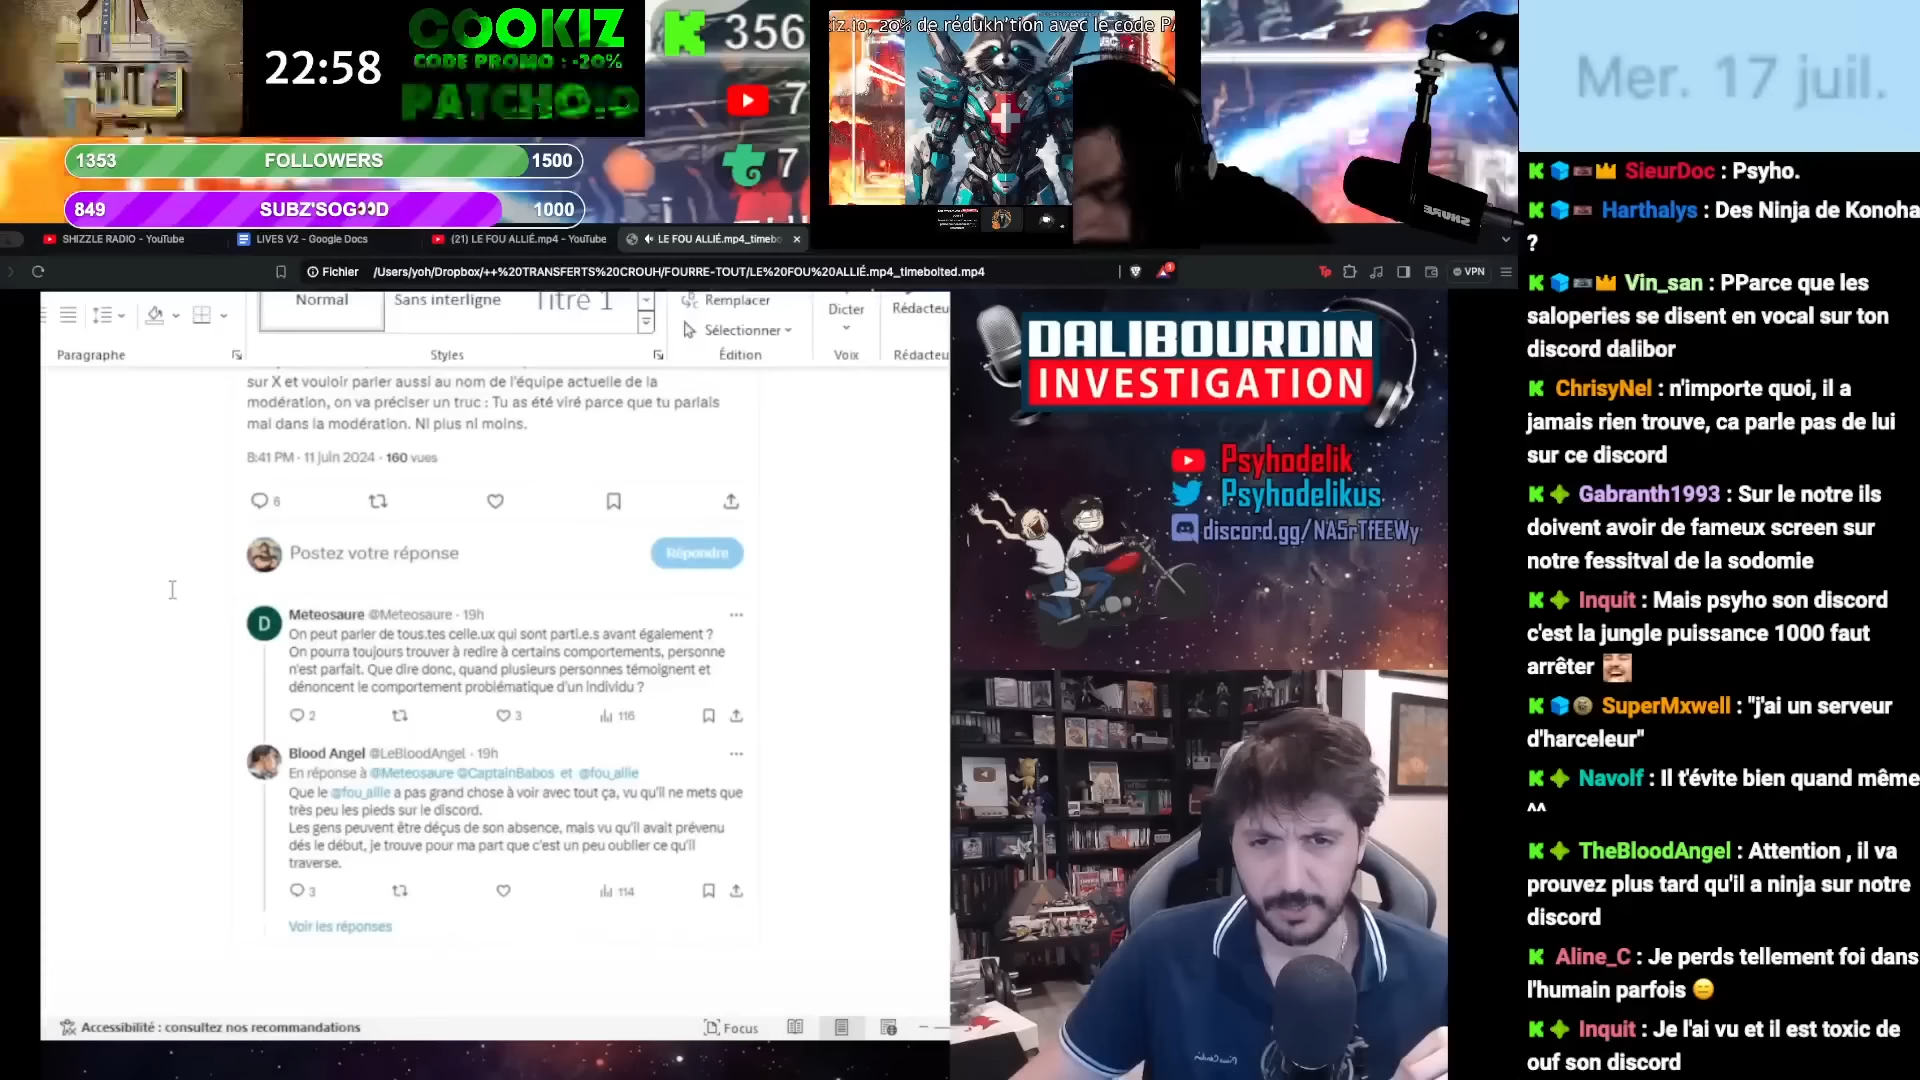 COOKIZ
CODE PROMO : -20%
PATCHO.IO
22:58
356
7
7
iz.io, 20% de rédukh'tion avec le code P
Mer. 17 juil.
1353 FOLLOWERS 1500
849 SUBZ'SOG👀D 1000
SHURE
SHIZZLE RADIO - YouTube
LIVES V2 - Google Docs
(21) LE FOU ALLIÉ.mp4 - YouTube
LE FOU ALLIÉ.mp4_timebo
Fichier
/Users/yoh/Dropbox/++%20TRANSFERTS%20CROUH/FOURRE-TOUT/LE%20FOU%20ALLIÉ.mp4_timebolted.mp4
VPN
Normal
Sans interligne
Titre 1
Remplacer
Sélectionner
Dicter
Rédacteu
Paragraphe
Styles
Édition
Voix
Rédacteu
sur X et vouloir parler aussi au nom de l'équipe actuelle de la
modération, on va préciser un truc : Tu as été viré parce que tu parlais
mal dans la modération. NI plus nI moins.
8:41 PM · 11 juin 2024 · 160 vues
6
Postez votre réponse
Répondre
D
Meteosaure @Meteosaure · 19h
On peut parler de tous.tes celle.ux qui sont parti.e.s avant également ?
On pourra toujours trouver à redire à certains comportements, personne
n'est parfait. Que dire donc, quand plusieurs personnes témoignent et
dénoncent le comportement problématique d'un individu ?
2
3
116
Blood Angel @LeBloodAngel · 19h
En réponse à @Meteosaure @CaptainBabos et @fou_allie
Que le @fou_allie a pas grand chose à voir avec tout ça, vu qu'il ne mets que
très peu les pieds sur le discord.
Les gens peuvent être déçus de son absence, mais vu qu'il avait prévenu
dés le début, je trouve pour ma part que c'est un peu oublier ce qu'il
traverse.
3
114
Voir les réponses
Accessibilité : consultez nos recommandations
Focus
DALIBOURDIN
INVESTIGATION
Psyhodelik
Psyhodelikus
discord.gg/NA5rTfEEWy
SieurDoc : Psyho.
Harthalys : Des Ninja de Konoha
?
Vin_san : PParce que les
saloperies se disent en vocal sur ton
discord dalibor
ChrisyNel : n'importe quoi, il a
jamais rien trouve, ca parle pas de lui
sur ce discord
Gabranth1993 : Sur le notre ils
doivent avoir de fameux screen sur
notre fessitval de la sodomie
Inquit : Mais psyho son discord
c'est la jungle puissance 1000 faut
arrêter
SuperMxwell : "j'ai un serveur
d'harceleur"
Navolf : Il t'évite bien quand même
^^
TheBloodAngel : Attention , il va
prouvez plus tard qu'il a ninja sur notre
discord
Aline_C : Je perds tellement foi dans
l'humain parfois 😑
Inquit : Je l'ai vu et il est toxic de
ouf son discord